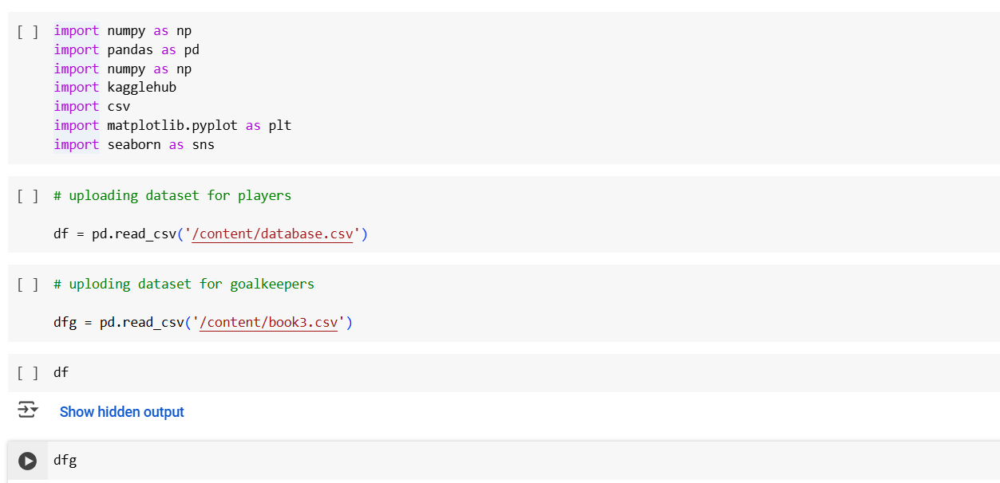 [ ] import numpy as np
import pandas as pd
import numpy as np
import kagglehub
import csv
import matplotlib.pyplot as plt
import seaborn as sns
[ ] # uploading dataset for players
df = pd.read_csv('/content/database.csv')
[ ] # uploding dataset for goalkeepers
dfg = pd.read_csv('/content/book3.csv')
[ ] df
Show hidden output
dfg